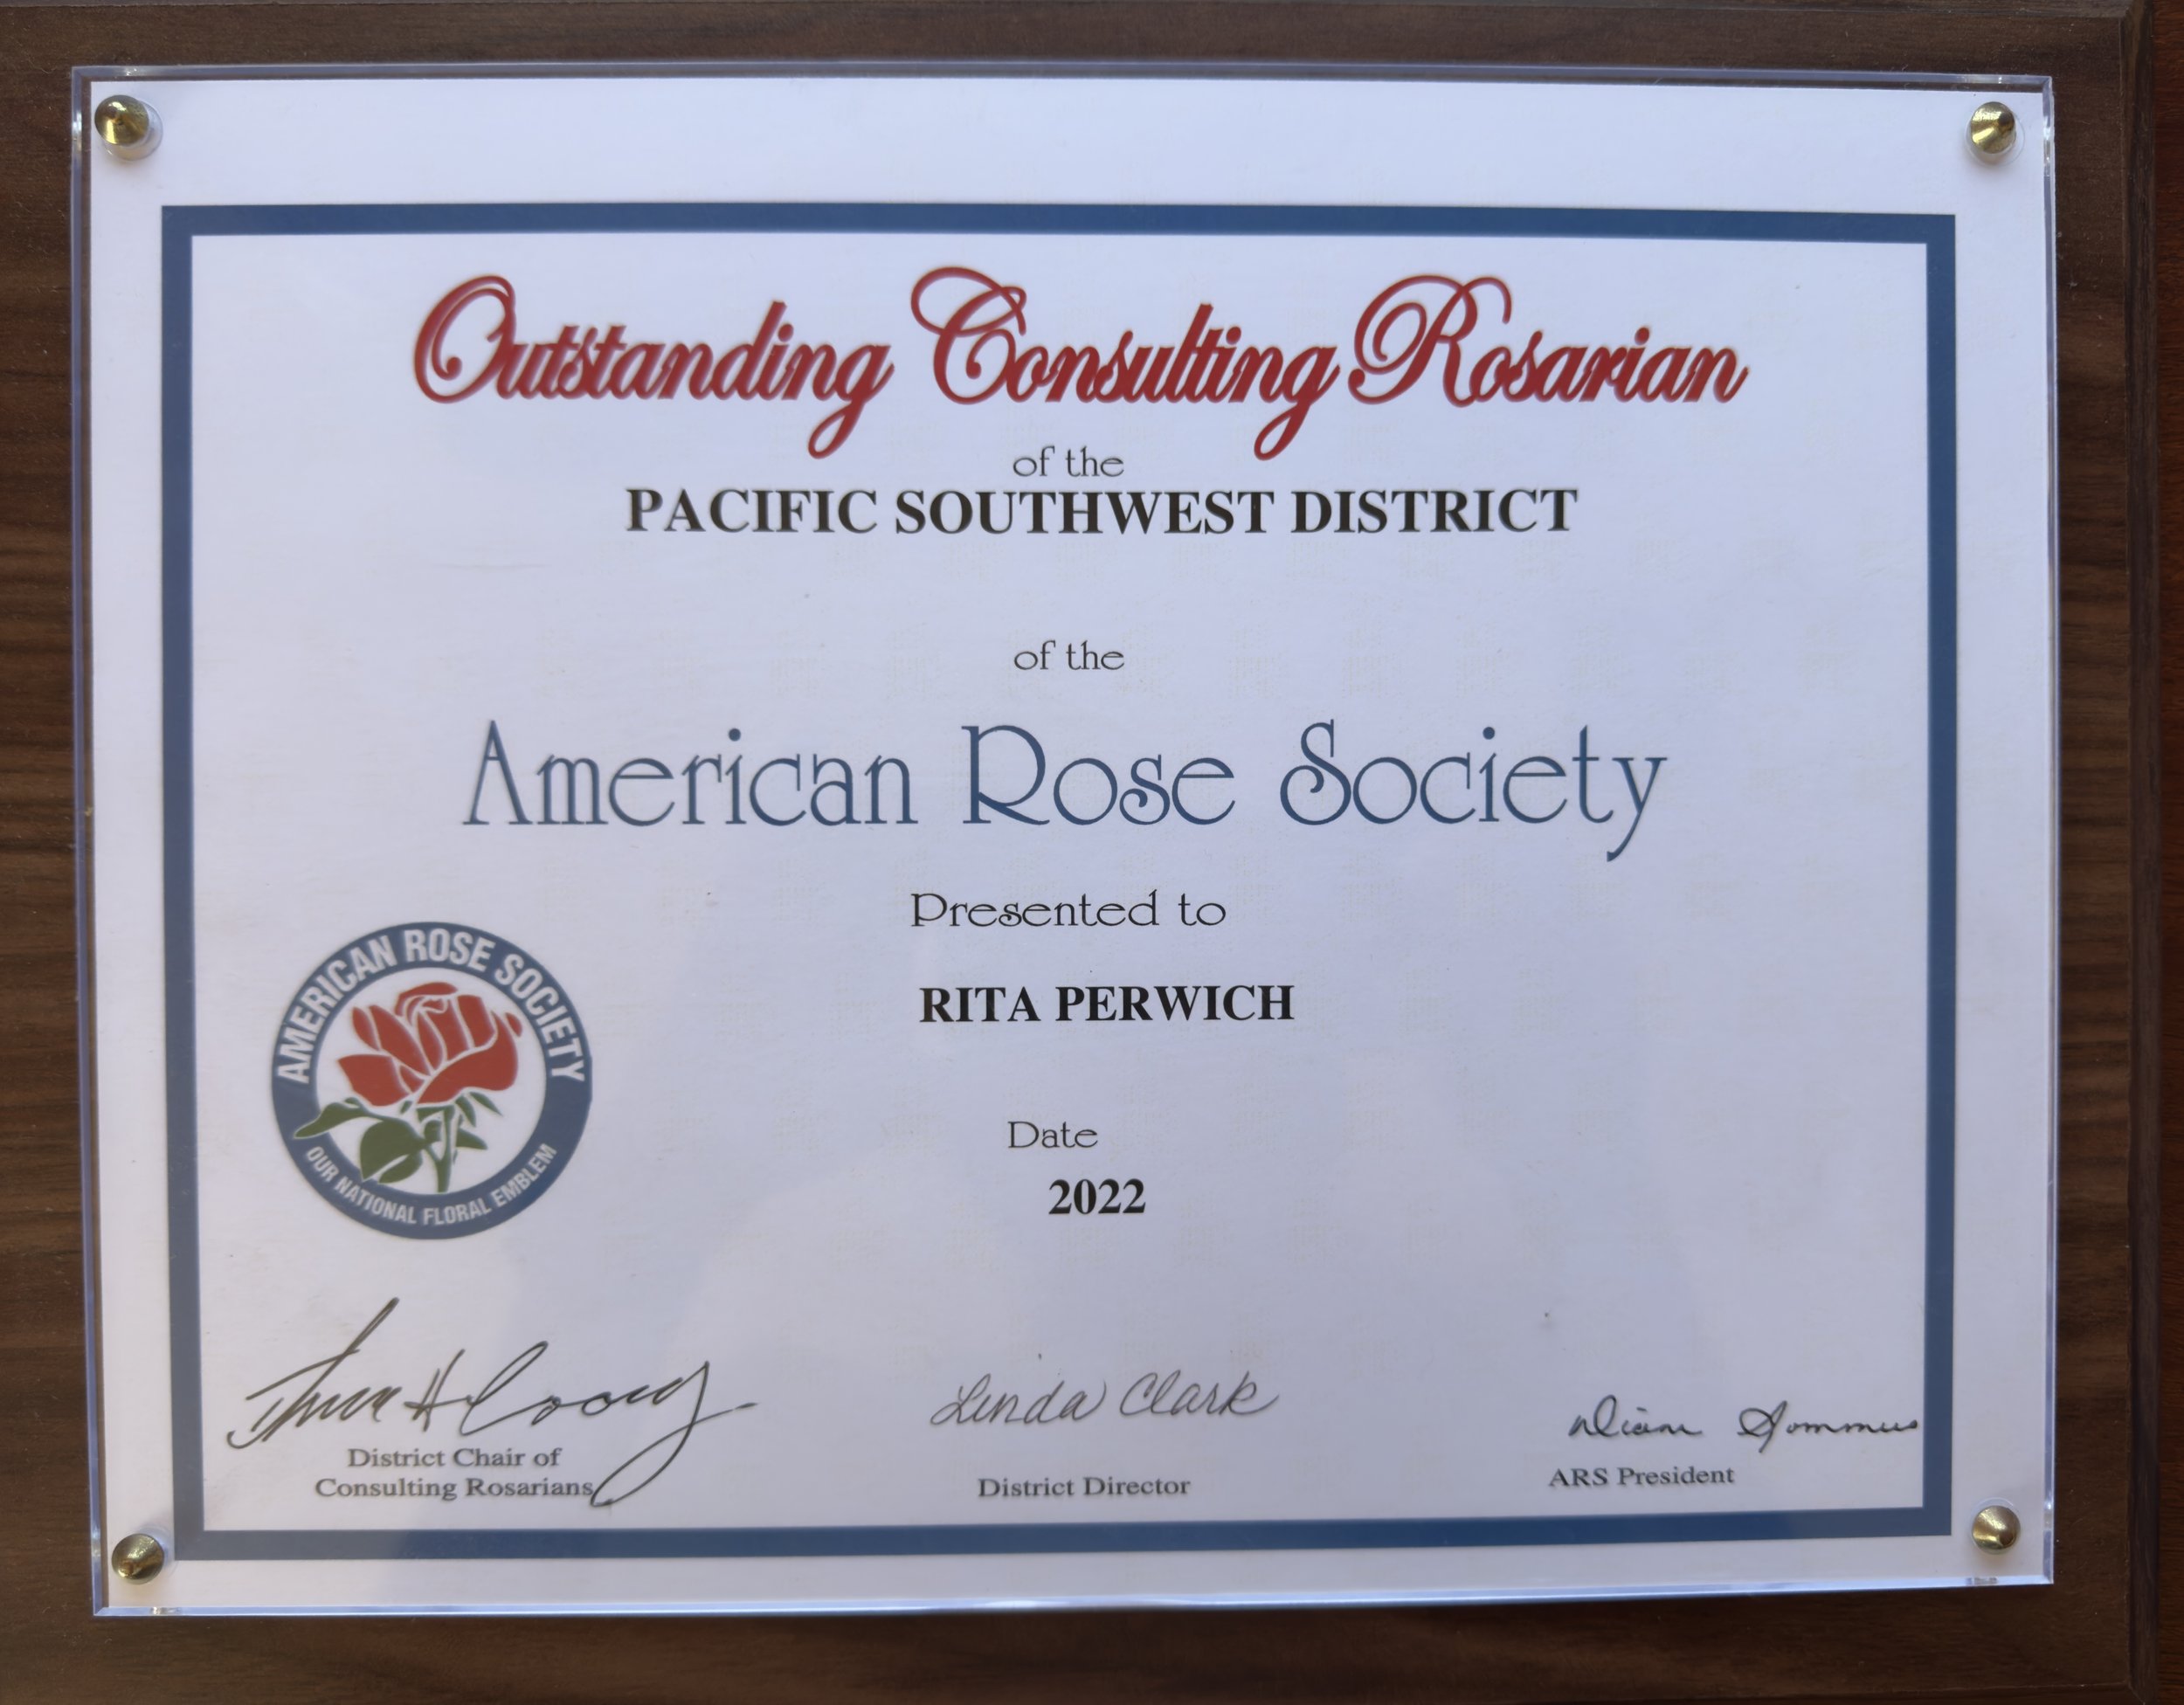 Outstanding Consulting Rosarian
of the
PACIFIC SOUTHWEST DISTRICT
of the
American Rose Society
Presented to
RITA PERWICH
AMERICAN ROSE SOCIETY
OUR NATIONAL FLORAL EMBLEM
Date
2022
Linda Clark
District Chair of
Consulting Rosarians
District Director
ARS President